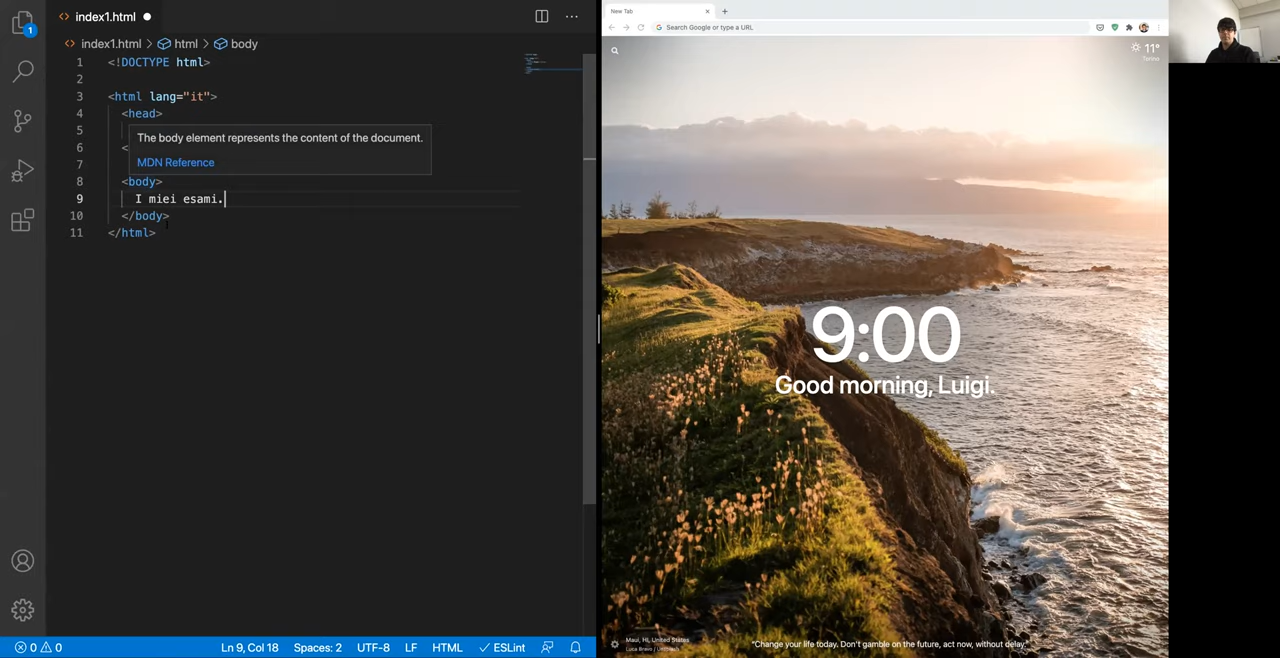 1
index1.html
index1.html > html > body
1 <!DOCTYPE html>
2
3 <html lang="it">
4 <head>
5
6 <
7
8 <body>
9 I miei esami.
10 </body>
11 </html>
The body element represents the content of the document.
MDN Reference
0 0
Ln 9, Col 18
Spaces: 2
UTF-8
LF
HTML
ESLint
New Tab
Search Google or type a URL
11°
Torino
9:00
Good morning, Luigi.
Maui, HI, United States
"Change your life today. Don't gamble on the future, act now, without delay."